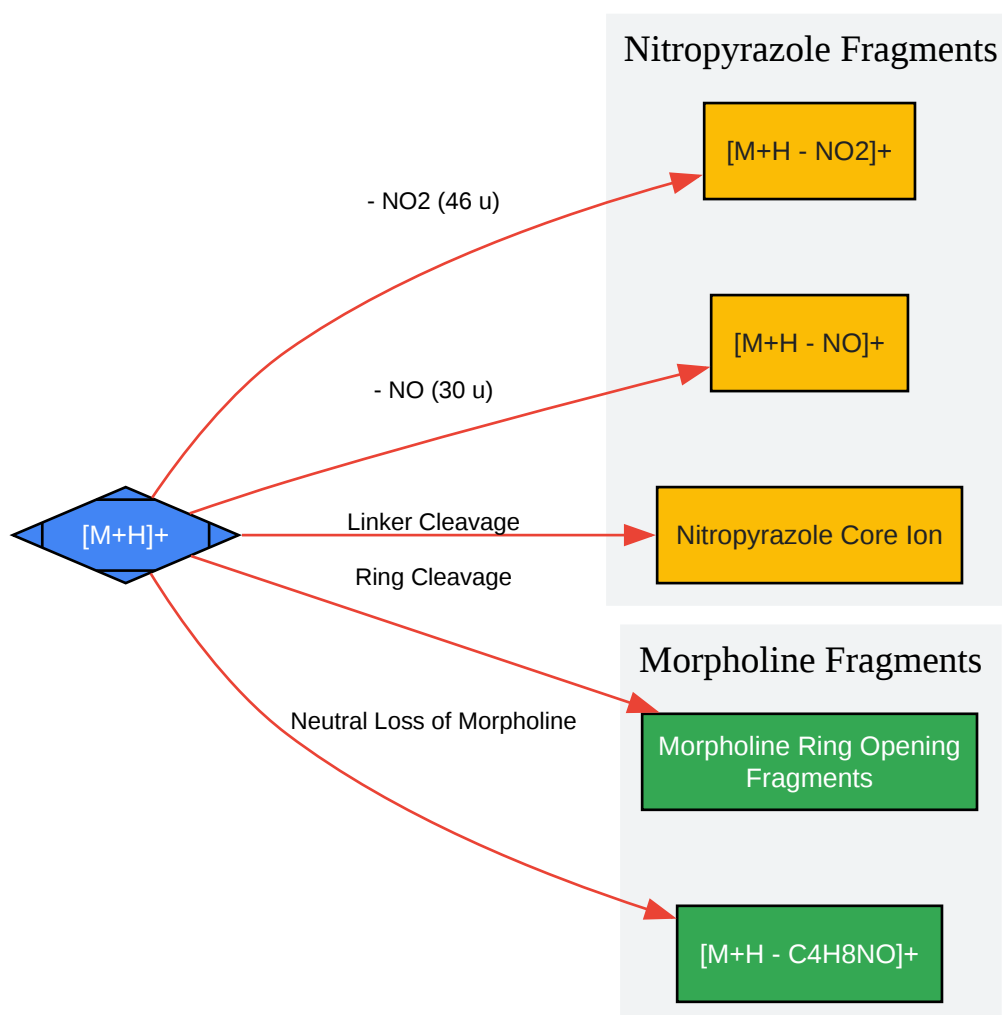 Nitropyrazole Fragments
[M+H - NO2]+
- NO2 (46 u)
[M+H - NO]+
- NO (30 u)
[M+H]+
Linker Cleavage
Nitropyrazole Core Ion
Ring Cleavage
Morpholine Fragments
Neutral Loss of Morpholine
Morpholine Ring Opening
Fragments
[M+H - C4H8NO]+